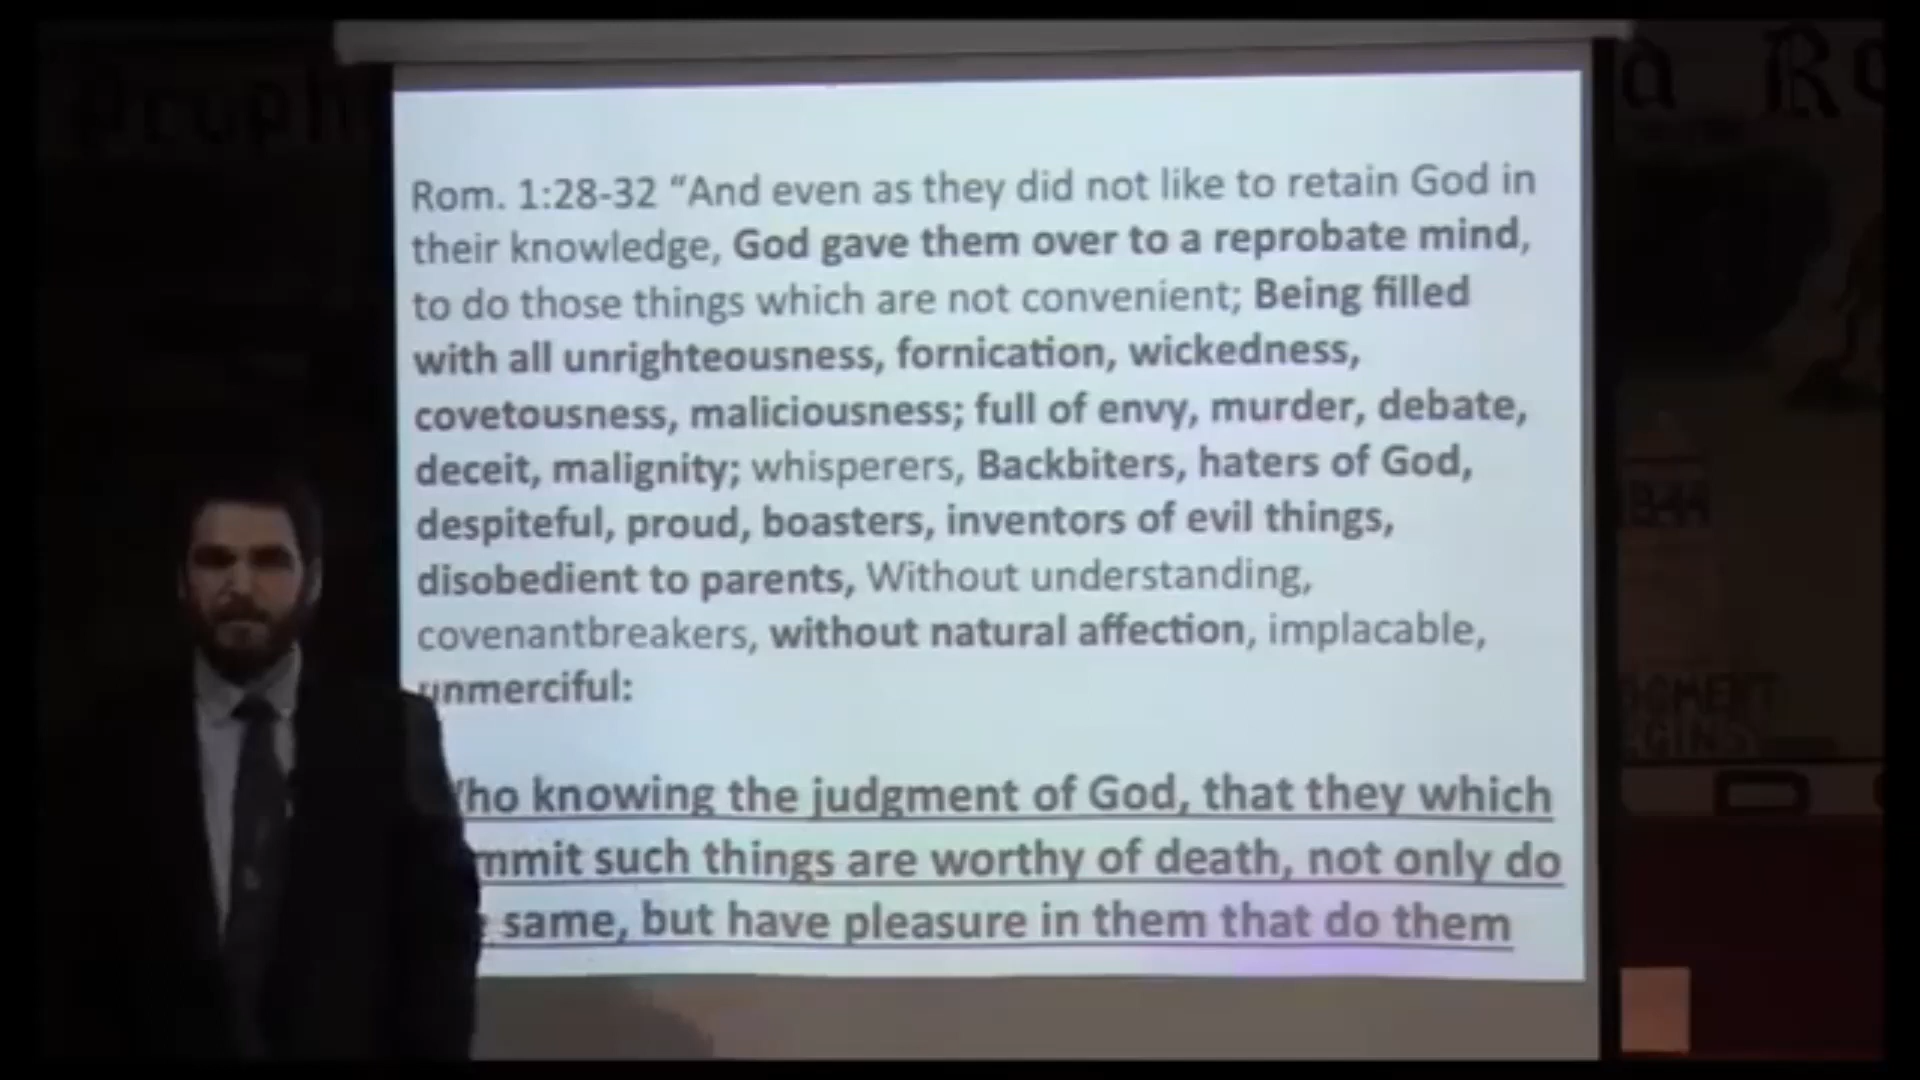 Proph
a R
Rom. 1:28-32 “And even as they did not like to retain God in
their knowledge, God gave them over to a reprobate mind,
to do those things which are not convenient; Being filled
with all unrighteousness, fornication, wickedness,
covetousness, maliciousness; full of envy, murder, debate,
deceit, malignity; whisperers, Backbiters, haters of God,
despiteful, proud, boasters, inventors of evil things,
disobedient to parents, Without understanding,
covenantbreakers, without natural affection, implacable,
unmerciful:
ho knowing the judgment of God, that they which
mmit such things are worthy of death, not only do
same, but have pleasure in them that do them
1844
GMENT
GINS